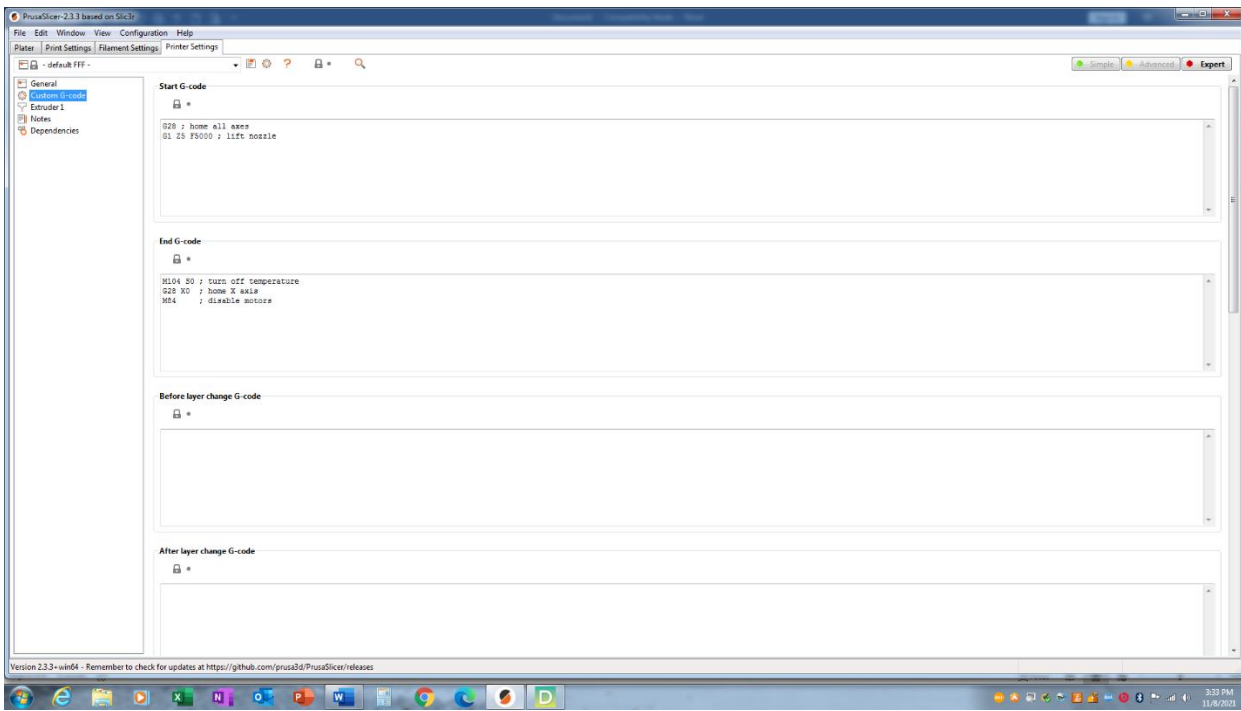 PrusaSlicer-2.3.3 based on Slic3r
File Edit Window View Configuration Help
Plater Print Settings Filament Settings Printer Settings
- default FFF -
Simple Advanced Expert
General
Custom G-code
Extruder 1
Notes
Dependencies
Start G-code
G28 ; home all axes
G1 Z5 F5000 ; lift nozzle
End G-code
M104 S0 ; turn off temperature
G28 X0 ; home X axis
M84 ; disable motors
Before layer change G-code
After layer change G-code
Version 2.3.3+win64 - Remember to check for updates at https://github.com/prusa3d/PrusaSlicer/releases
3:33 PM
11/8/2021